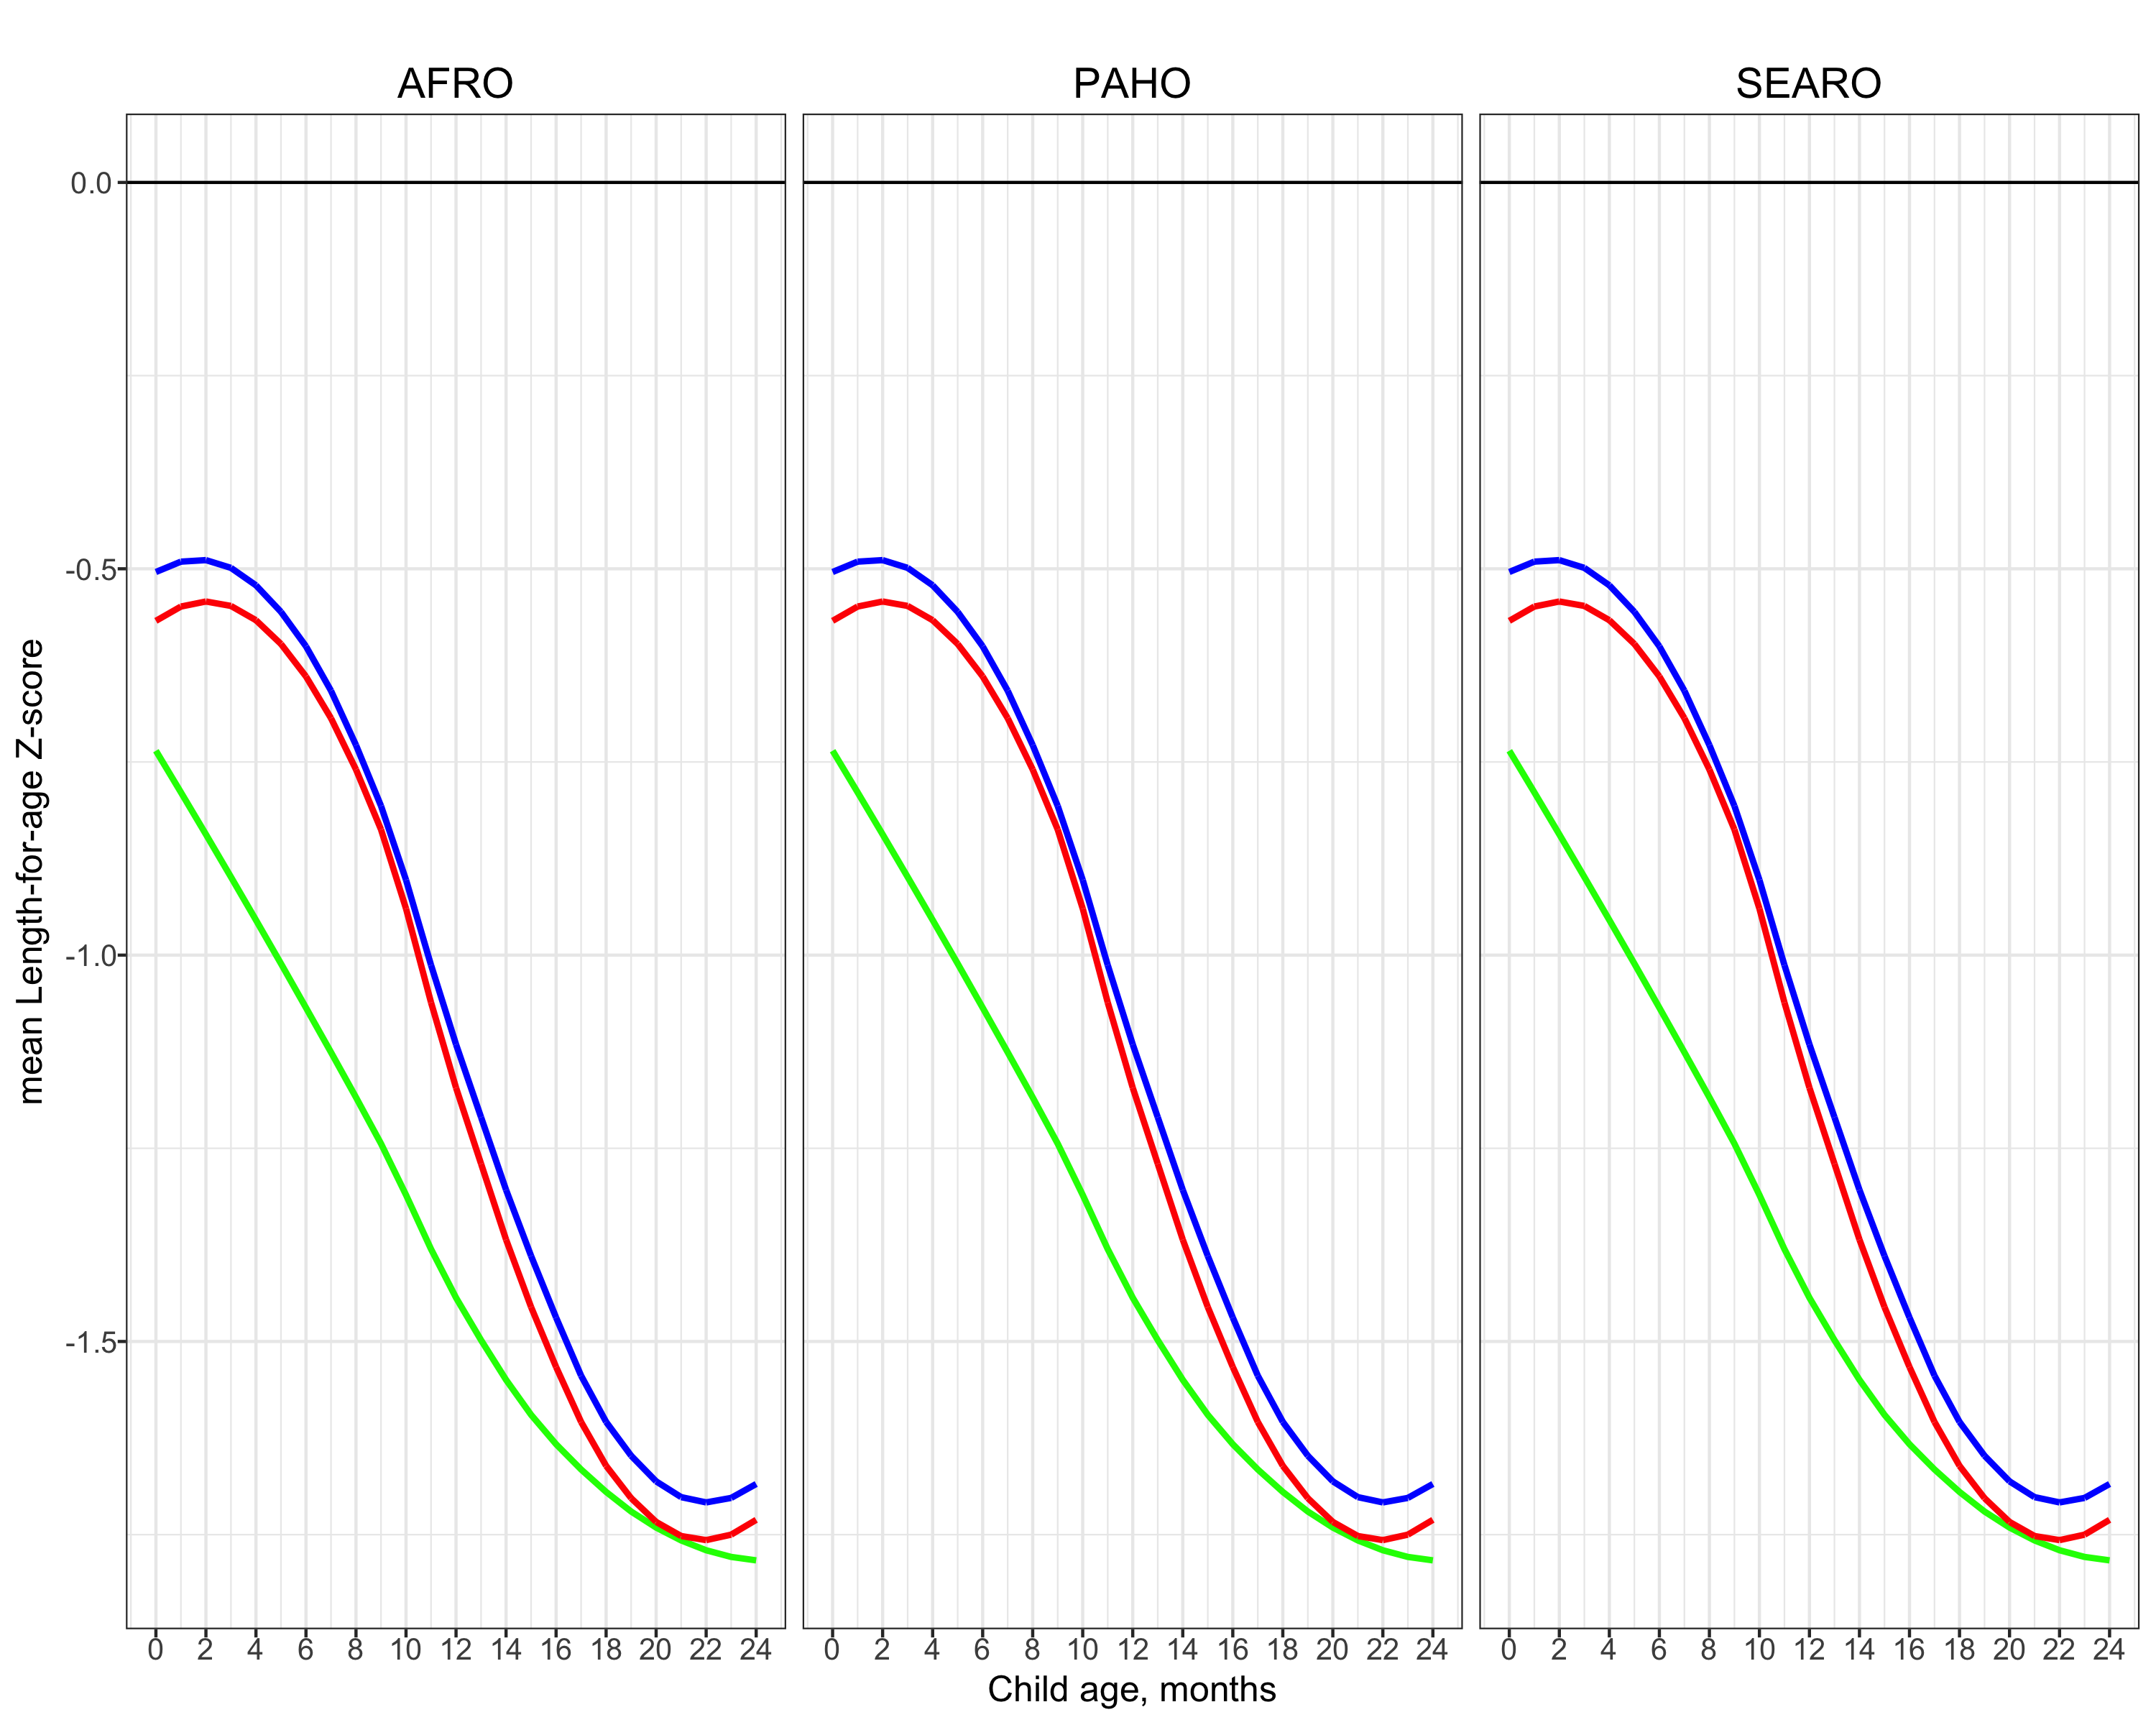 AFRO PAHO SEARO
mean Length-for-age Z-score
0.0
-0.5
-1.0
-1.5
0 2 4 6 8 10 12 14 16 18 20 22 24 0 2 4 6 8 10 12 14 16 18 20 22 24 0 2 4 6 8 10 12 14 16 18 20 22 24
Child age, months